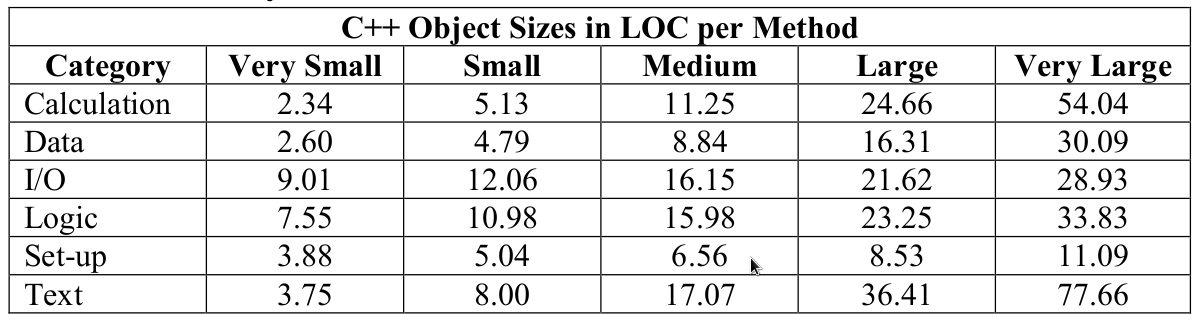 C++ Object Sizes in LOC per Method
Category Very Small Small Medium Large Very Large
Calculation 2.34 5.13 11.25 24.66 54.04
Data 2.60 4.79 8.84 16.31 30.09
I/O 9.01 12.06 16.15 21.62 28.93
Logic 7.55 10.98 15.98 23.25 33.83
Set-up 3.88 5.04 6.56 8.53 11.09
Text 3.75 8.00 17.07 36.41 77.66